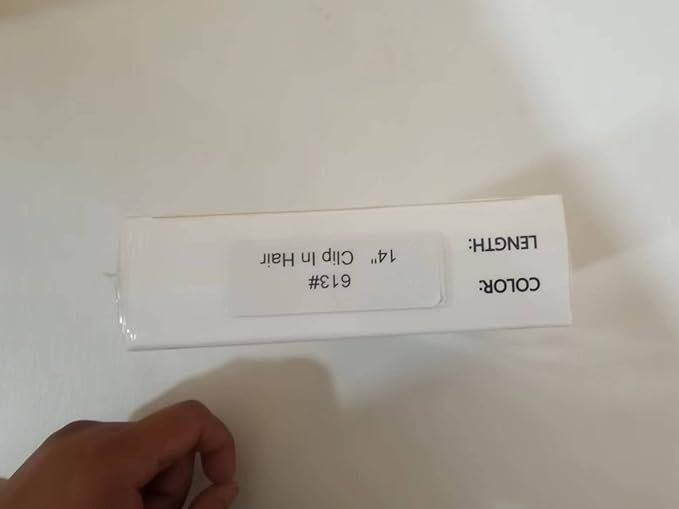 COLOR: 613#
LENGTH: 14" Clip In Hair